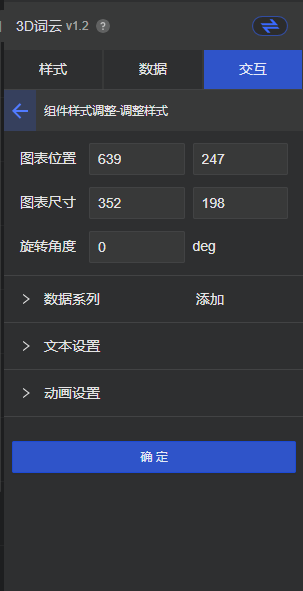 3D词云 v1.2 ?
样式 数据 交互
组件样式调整-调整样式
图表位置 639 247
图表尺寸 352 198
旋转角度 0 deg
数据系列 添加
文本设置
动画设置
确定